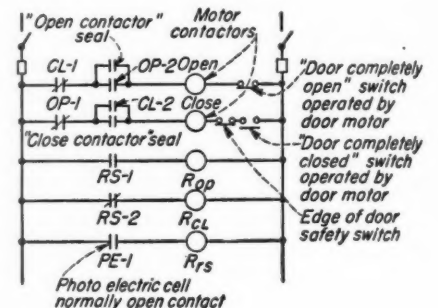 "Open contactor"
seal
Motor
contactors
CL-1
OP-2
Open
"Door completely
open" switch
operated by
door motor
OP-1
CL-2
Close
"Close contactor" seal
"Door completely
closed" switch
operated by
door motor
RS-1
Rop
Edge of door
safety switch
RS-2
RCL
PE-1
Rrs
Photo electric cell
normally open contact